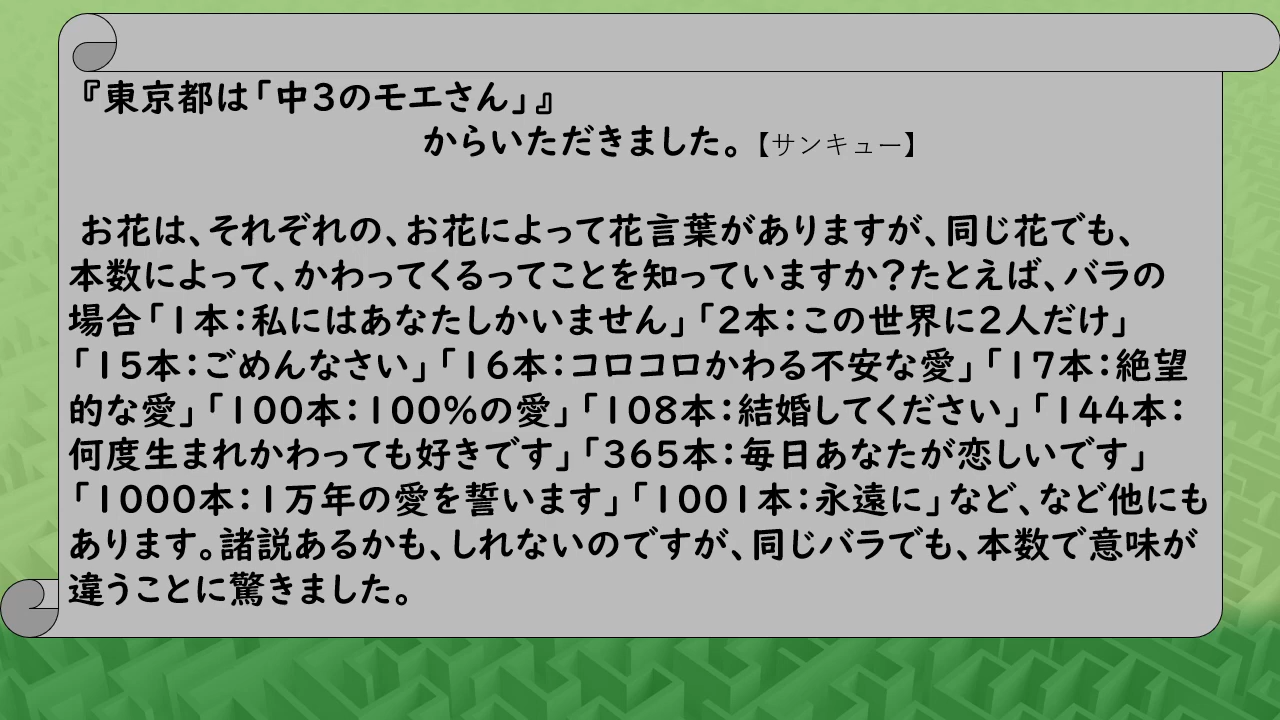 『東京都は「中3のモエさん」』
からいただきました。【サンキュー】
お花は、それぞれの、お花によって花言葉がありますが、同じ花でも、
本数によって、かわってくるってことを知っていますか？たとえば、バラの
場合「1本：私にはあなたしかいません」「2本：この世界に2人だけ」
「15本：ごめんなさい」「16本：コロコロかわる不安な愛」「17本：絶望
的な愛」「100本：100%の愛」「108本：結婚してください」「144本：
何度生まれかわっても好きです」「365本：毎日あなたが恋しいです」
「1000本：1万年の愛を誓います」「1001本：永遠に」など、など他にも
あります。諸説あるかも、しれないのですが、同じバラでも、本数で意味が
違うことに驚きました。